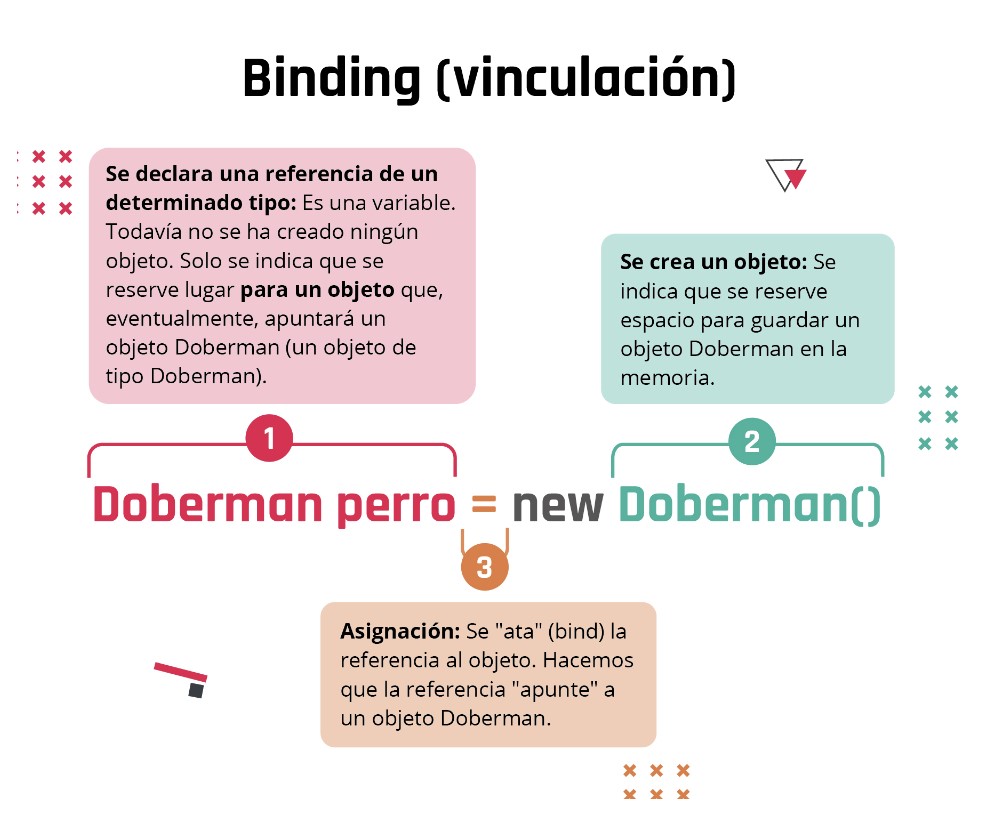 Binding (vinculación)
Se declara una referencia de un
determinado tipo: Es una variable.
Todavía no se ha creado ningún
objeto. Solo se indica que se
reserve lugar para un objeto que,
eventualmente, apuntará un
objeto Doberman (un objeto de
tipo Doberman).
Se crea un objeto: Se
indica que se reserve
espacio para guardar un
objeto Doberman en la
memoria.
1
2
Doberman perro = new Doberman()
3
Asignación: Se "ata" (bind) la
referencia al objeto. Hacemos
que la referencia "apunte" a
un objeto Doberman.